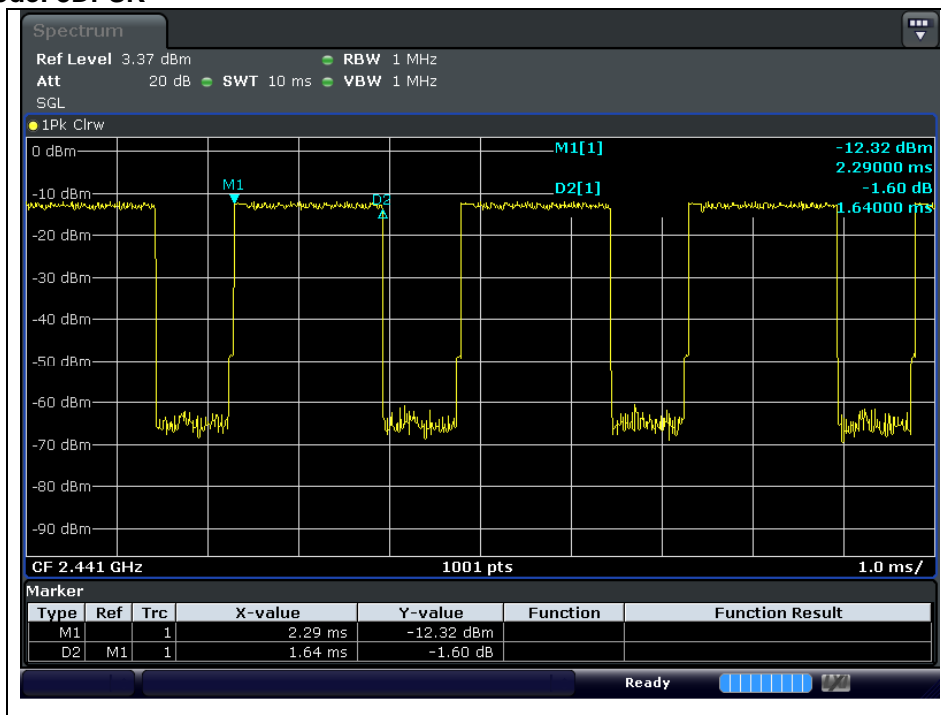 Spectrum
Ref Level 3.37 dBm RBW 1 MHz
Att 20 dB SWT 10 ms VBW 1 MHz
SGL
1Pk Clrw
0 dBm
M1[1] -12.32 dBm
2.29000 ms
-10 dBm
M1
D2
D2[1] -1.60 dB
1.64000 ms
-20 dBm
-30 dBm
-40 dBm
-50 dBm
-60 dBm
-70 dBm
-80 dBm
-90 dBm
CF 2.441 GHz 1001 pts 1.0 ms/
Marker
Type Ref Trc X-value Y-value Function Function Result
M1 1 2.29 ms -12.32 dBm
D2 M1 1 1.64 ms -1.60 dB
Ready